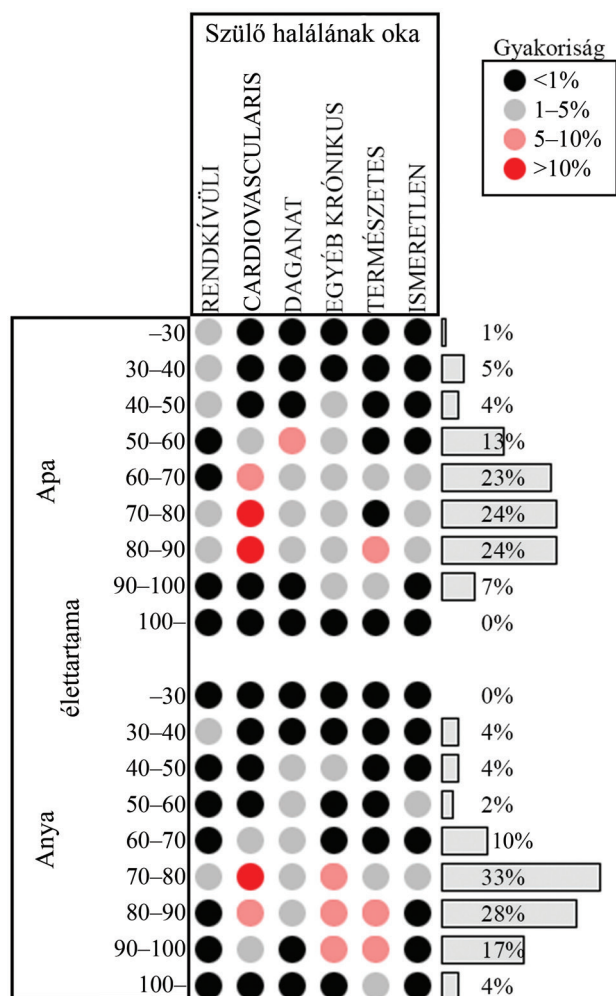 Szülő halálának oka
Gyakoriság
<1%
1–5%
5–10%
>10%
RENDKÍVÜLI
CARDIOVASCULARIS
DAGANAT
EGYÉB KRÓNIKUS
TERMÉSZETES
ISMERETLEN
Apa
élettartama
Anya
–30 1%
30–40 5%
40–50 4%
50–60 13%
60–70 23%
70–80 24%
80–90 24%
90–100 7%
100– 0%
–30 0%
30–40 4%
40–50 4%
50–60 2%
60–70 10%
70–80 33%
80–90 28%
90–100 17%
100– 4%